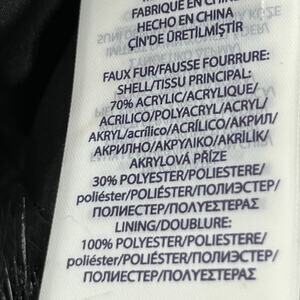 FABRIQUÉ EN CHINE
HECHO EN CHINA
ÇİN'DE ÜRETİLMİŞTİR
FAUX FUR/FAUSSE FOURRURE:
SHELL/TISSU PRINCIPAL:
70% ACRYLIC/ACRYLIQUE/
ACRILICO/POLYACRYL/ACRYL/
AKRYL/acrílico/ACRÍLICO/АКРИЛ/
АКРИЛНО/ΑΚΡΥΛΙΚΟ/AKRİLİK/
AKRYLOVÁ PŘÍZE
30% POLYESTER/POLIESTERE/
poliéster/POLIÉSTER/ПОЛИЭСТЕР/
ПОЛИЕСТЕР/ΠΟΛΥΕΣΤΕΡΑΣ
LINING/DOUBLURE:
100% POLYESTER/POLIESTERE/
poliéster/POLIÉSTER/ПОЛИЭСТЕР/
ПОЛИЕСТЕР/ΠΟΛΥΕΣΤΕΡΑΣ